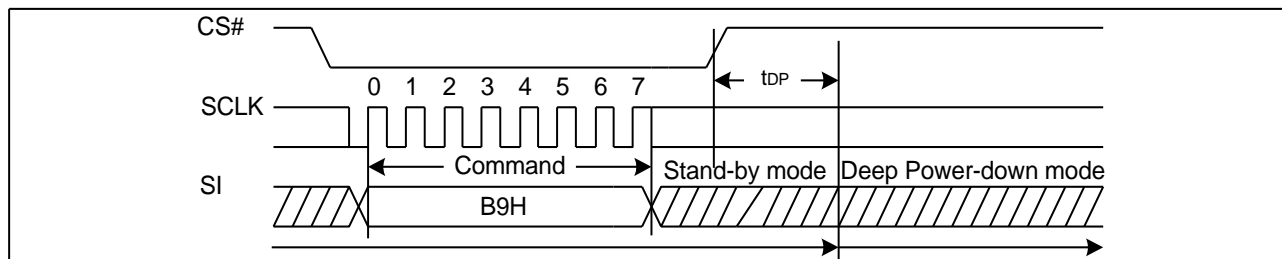 CS#
tDP
0 1 2 3 4 5 6 7
SCLK
Command
Stand-by mode
Deep Power-down mode
SI
B9H